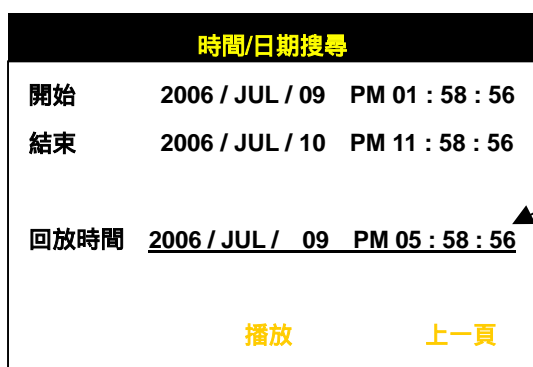 時間/日期搜尋
開始 2006 / JUL / 09 PM 01 : 58 : 56
結束 2006 / JUL / 10 PM 11 : 58 : 56
回放時間 2006 / JUL / 09 PM 05 : 58 : 56
播放 上一頁